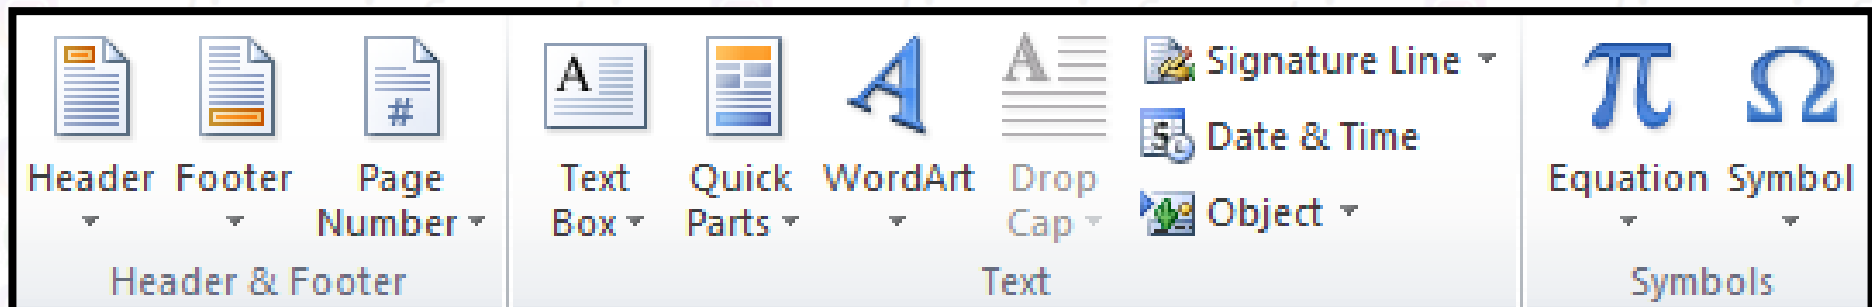 Header
Footer
Page
Number
Header & Footer
A
Text
Box
Quick
Parts
A
WordArt
A
Drop
Cap
Signature Line
Date & Time
Object
Text
π
Equation
Ω
Symbol
Symbols
#
5